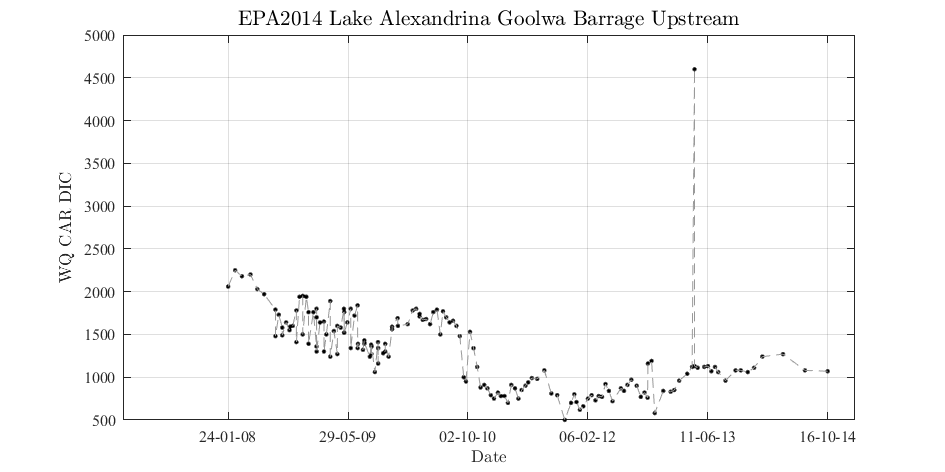 EPA2014 Lake Alexandrina Goolwa Barrage Upstream
5000
4500
4000
3500
3000
2500
2000
1500
1000
500
WQ CAR DIC
24-01-08 29-05-09 02-10-10 06-02-12 11-06-13 16-10-14
Date